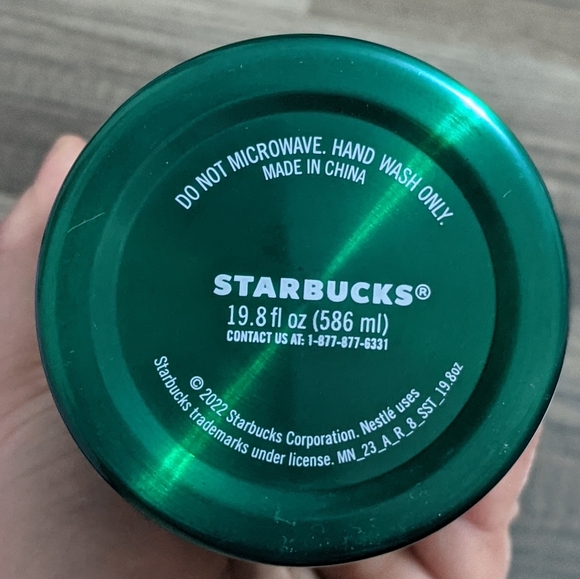 DO NOT MICROWAVE. HAND WASH ONLY.
MADE IN CHINA
STARBUCKS®
19.8 fl oz (586 ml)
CONTACT US AT: 1-877-877-6331
© 2022 Starbucks Corporation. Nestlé uses
Starbucks trademarks under license. MN_23_A_R_8_SST_19.8oz